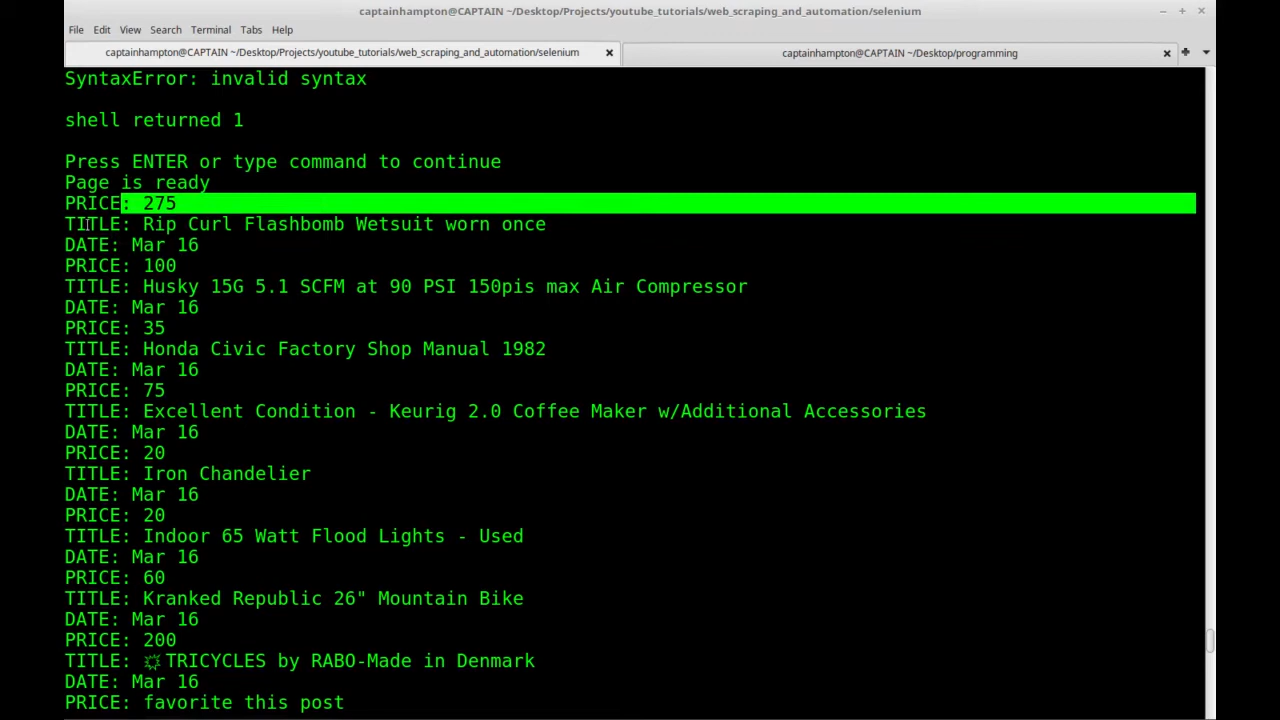 captainhampton@CAPTAIN ~/Desktop/Projects/youtube_tutorials/web_scraping_and_automation/selenium
File Edit View Search Terminal Tabs Help
captainhampton@CAPTAIN ~/Desktop/Projects/youtube_tutorials/web_scraping_and_automation/selenium
captainhampton@CAPTAIN ~/Desktop/programming
SyntaxError: invalid syntax
shell returned 1
Press ENTER or type command to continue
Page is ready
PRICE: 275
TITLE: Rip Curl Flashbomb Wetsuit worn once
DATE: Mar 16
PRICE: 100
TITLE: Husky 15G 5.1 SCFM at 90 PSI 150pis max Air Compressor
DATE: Mar 16
PRICE: 35
TITLE: Honda Civic Factory Shop Manual 1982
DATE: Mar 16
PRICE: 75
TITLE: Excellent Condition - Keurig 2.0 Coffee Maker w/Additional Accessories
DATE: Mar 16
PRICE: 20
TITLE: Iron Chandelier
DATE: Mar 16
PRICE: 20
TITLE: Indoor 65 Watt Flood Lights - Used
DATE: Mar 16
PRICE: 60
TITLE: Kranked Republic 26" Mountain Bike
DATE: Mar 16
PRICE: 200
TITLE: 💥TRICYCLES by RABO-Made in Denmark
DATE: Mar 16
PRICE: favorite this post